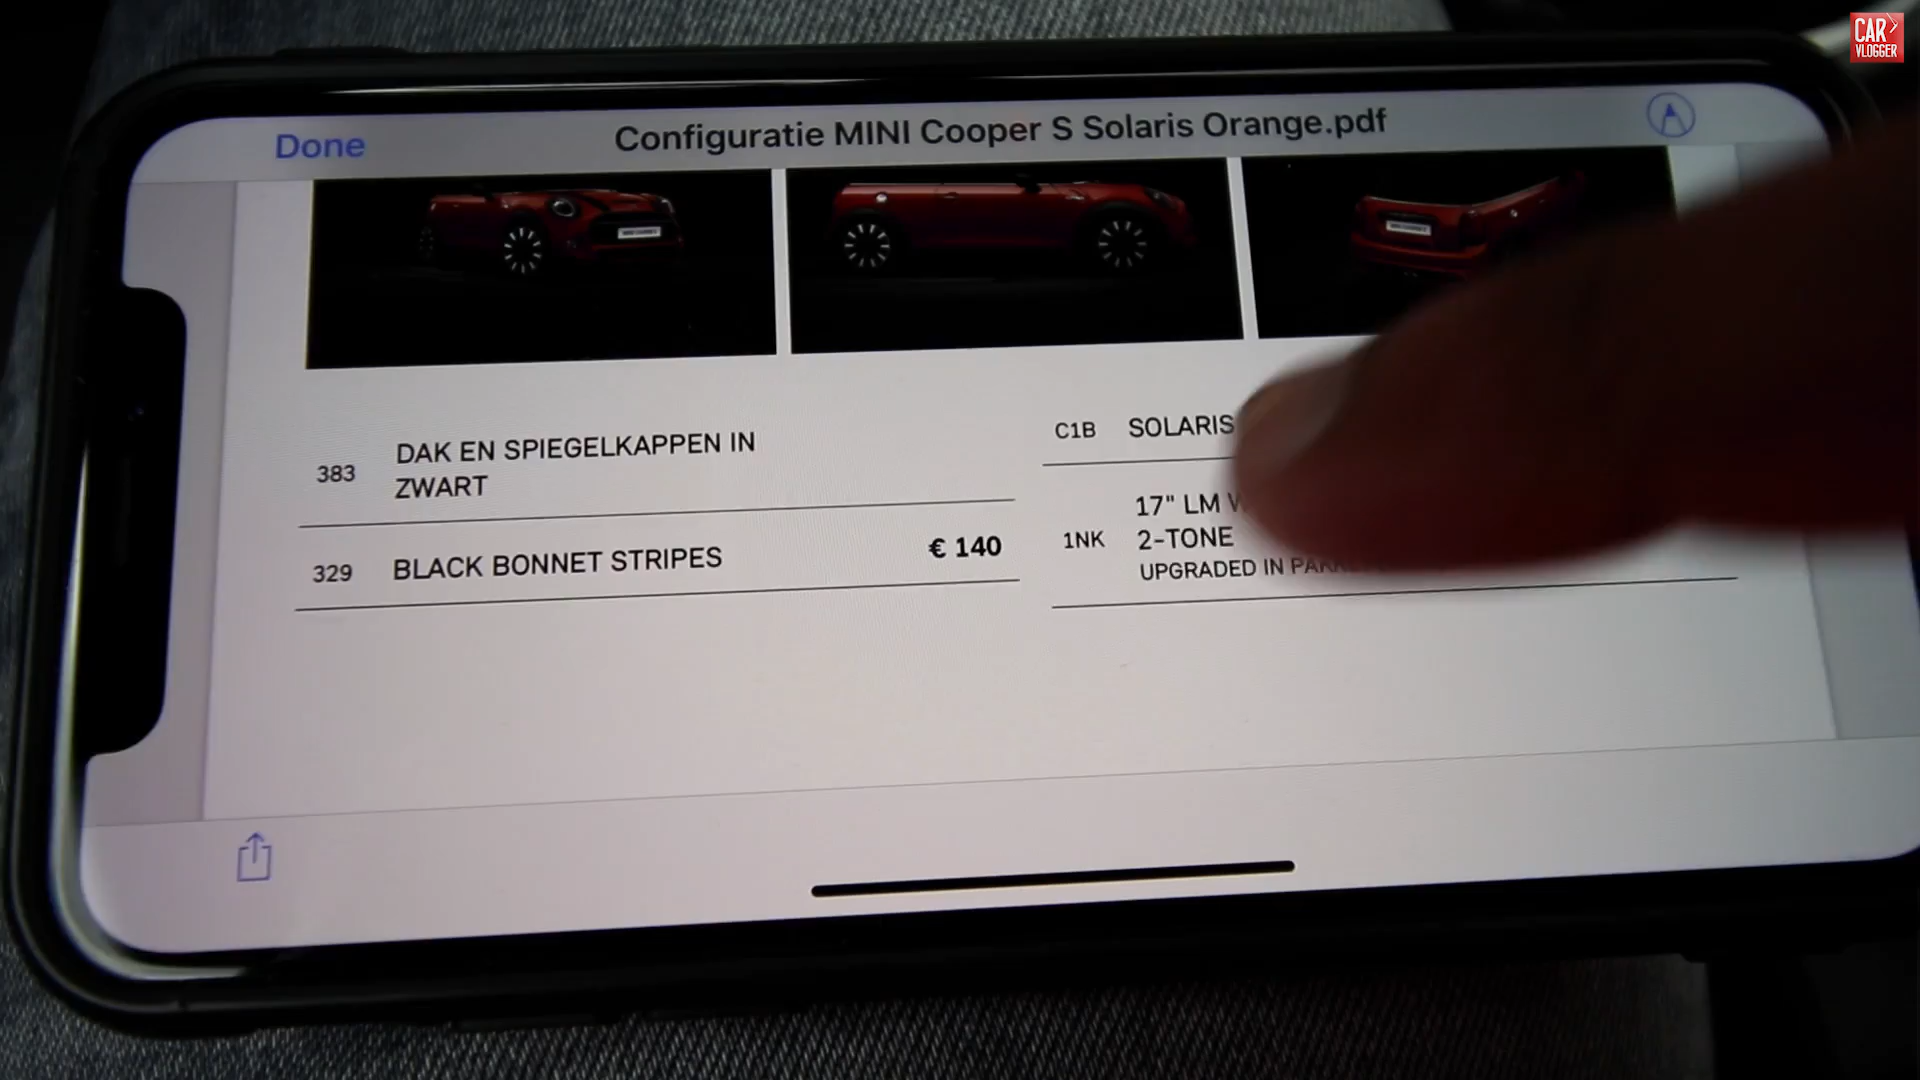 CAR
VLOGGER
Done
Configuratie MINI Cooper S Solaris Orange.pdf
383
DAK EN SPIEGELKAPPEN IN
ZWART
329 BLACK BONNET STRIPES € 140
C1B SOLARIS
1NK
17" LM
2-TONE
UPGRADED IN